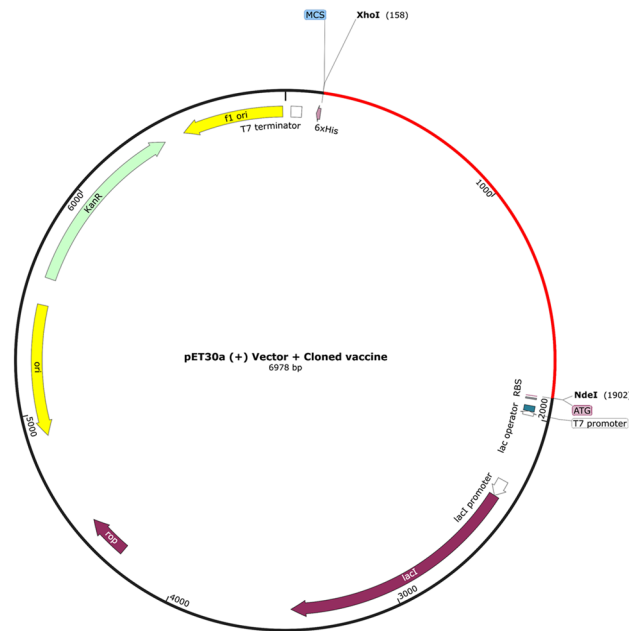 MCS
XhoI (158)
f1 ori
T7 terminator
6xHis
1000
6000
KanR
pET30a (+) Vector + Cloned vaccine
6978 bp
ori
RBS
NdeI (1902)
ATG
2000
T7 promoter
lac operator
5000
lacI promoter
rop
lacI
3000
4000